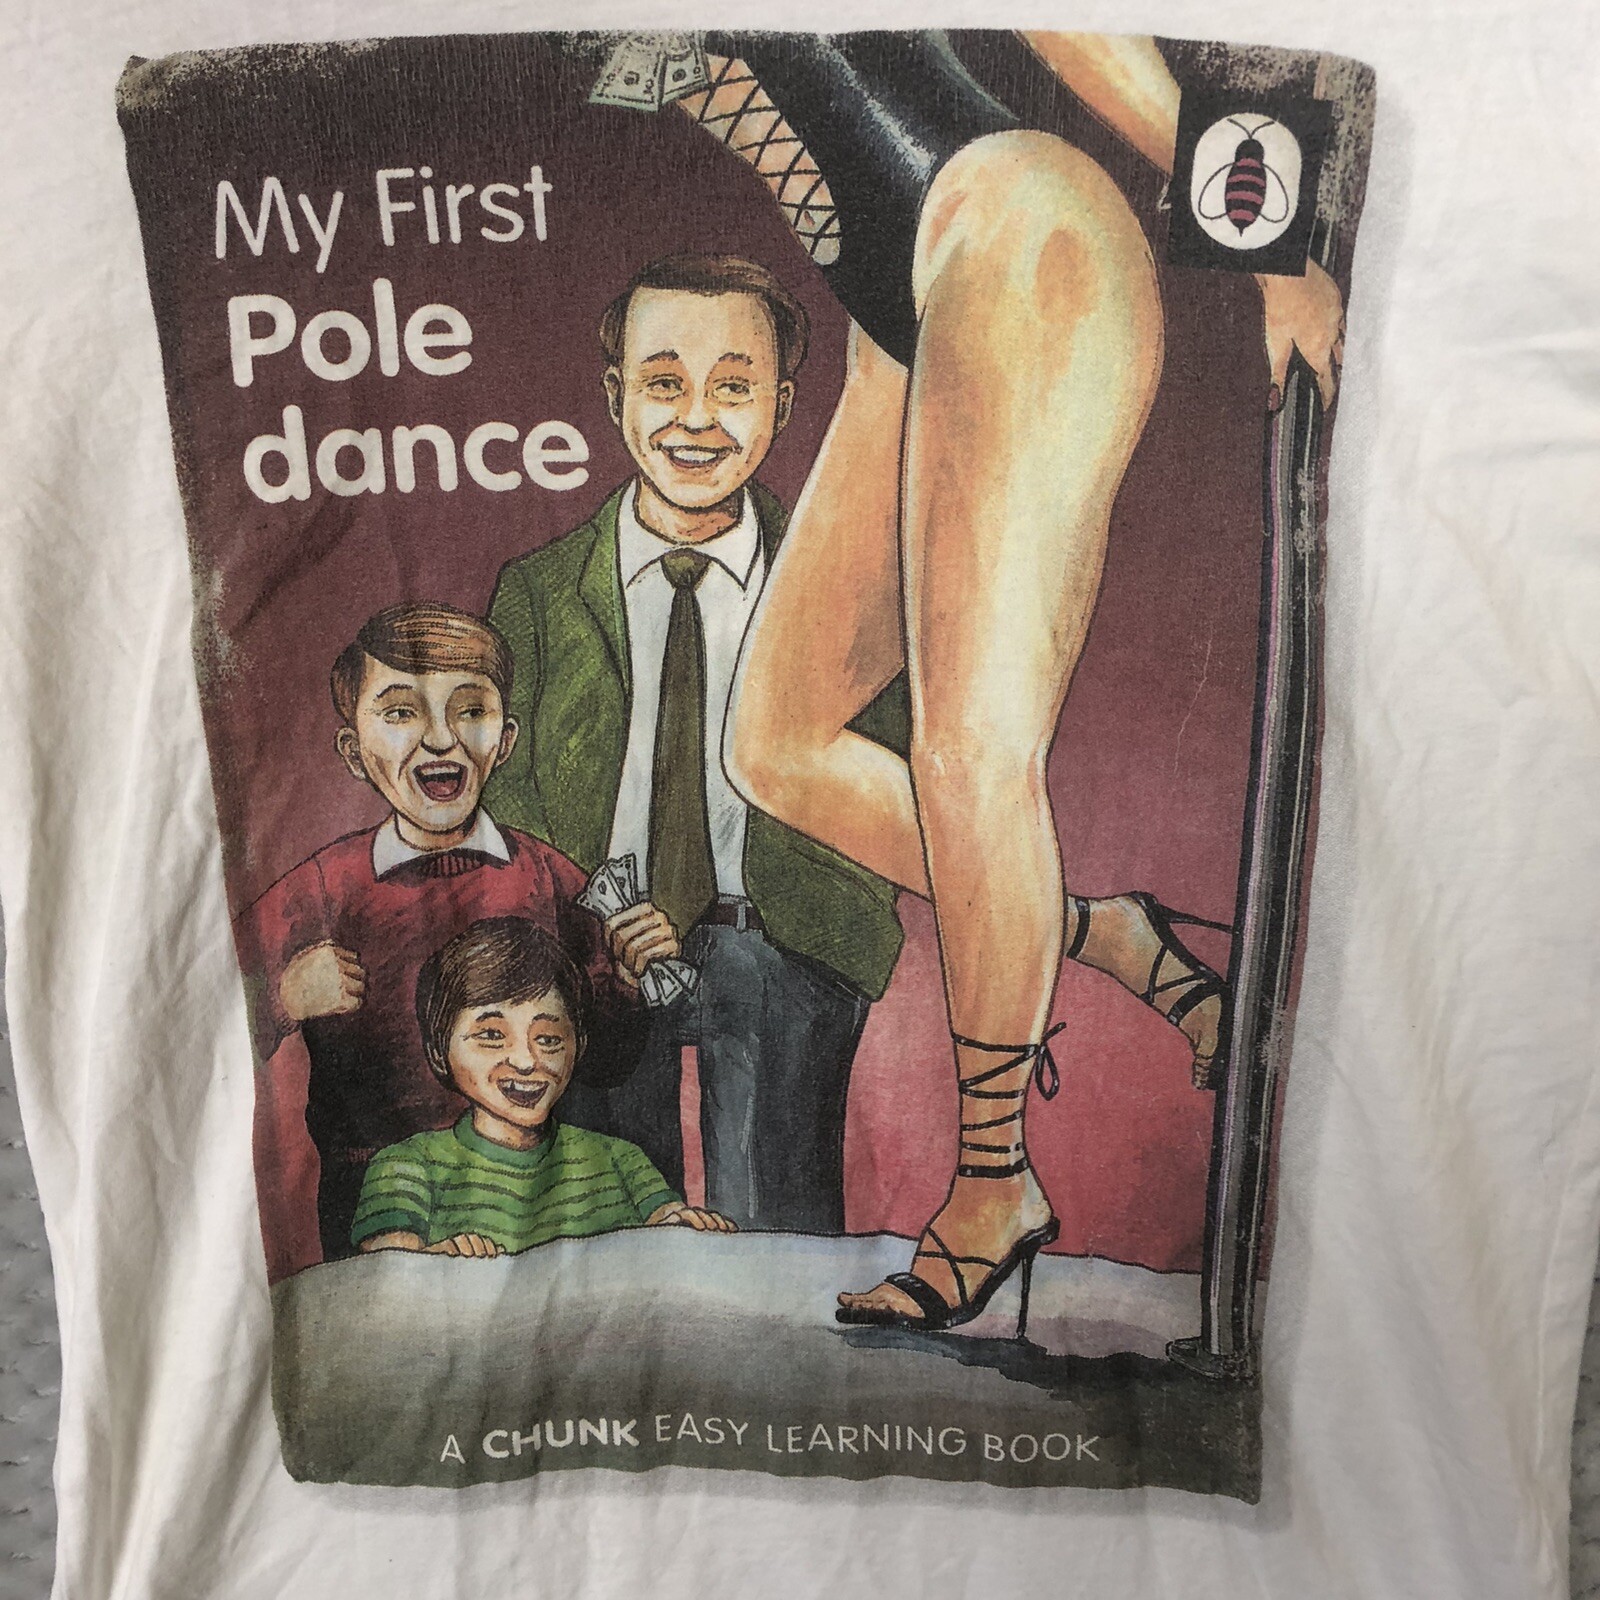 My First
Pole
dance
A CHUNK EASY LEARNING BOOK